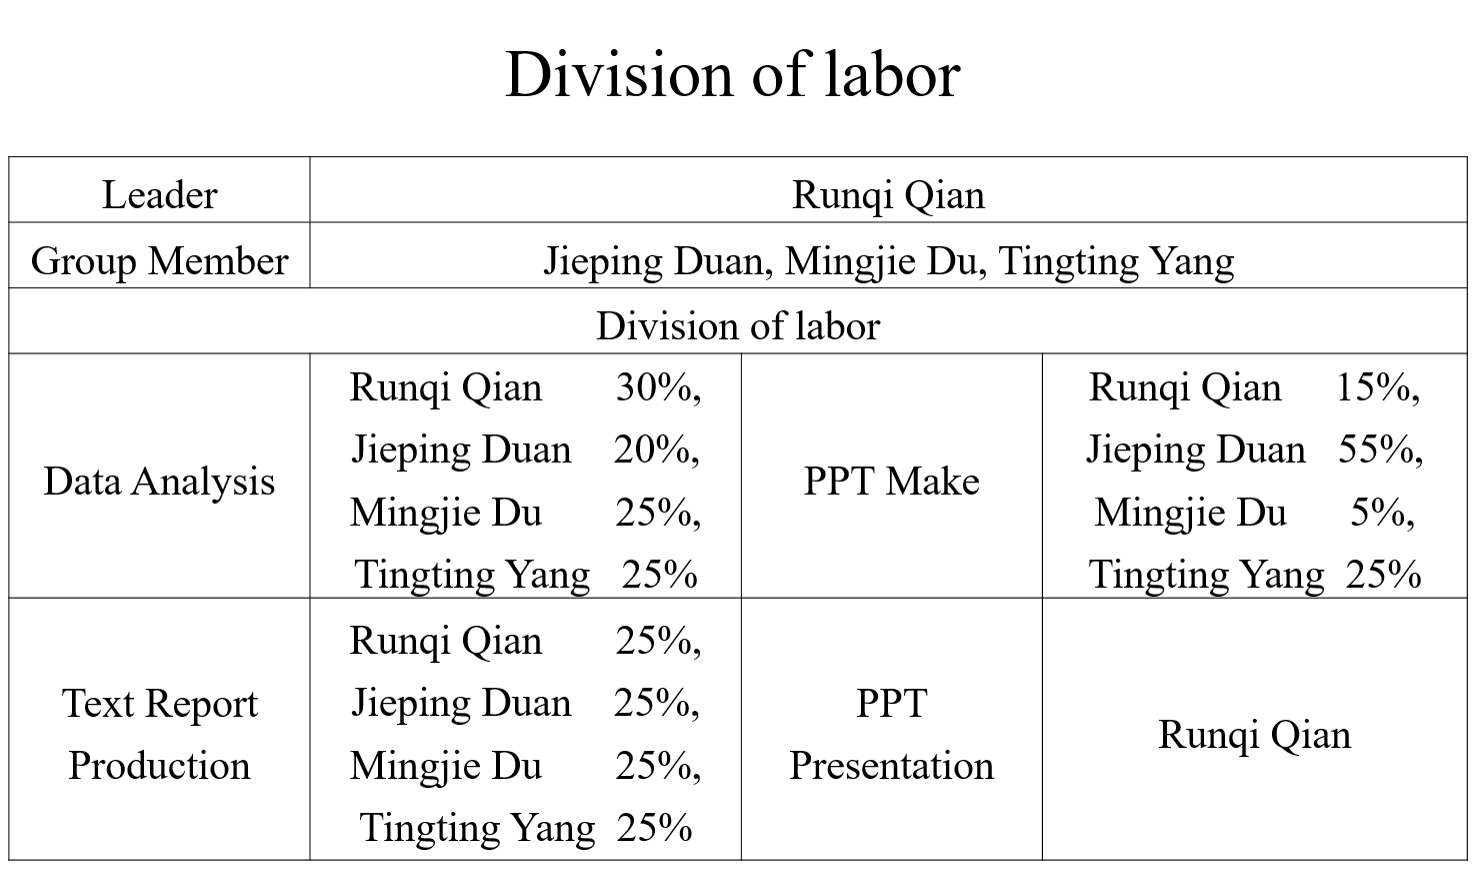 Division of labor
Leader
Runqi Qian
Group Member
Jieping Duan, Mingjie Du, Tingting Yang
Division of labor
Data Analysis
Runqi Qian 30%,
Jieping Duan 20%,
Mingjie Du 25%,
Tingting Yang 25%
PPT Make
Runqi Qian 15%,
Jieping Duan 55%,
Mingjie Du 5%,
Tingting Yang 25%
Text Report
Production
Runqi Qian 25%,
Jieping Duan 25%,
Mingjie Du 25%,
Tingting Yang 25%
PPT
Presentation
Runqi Qian